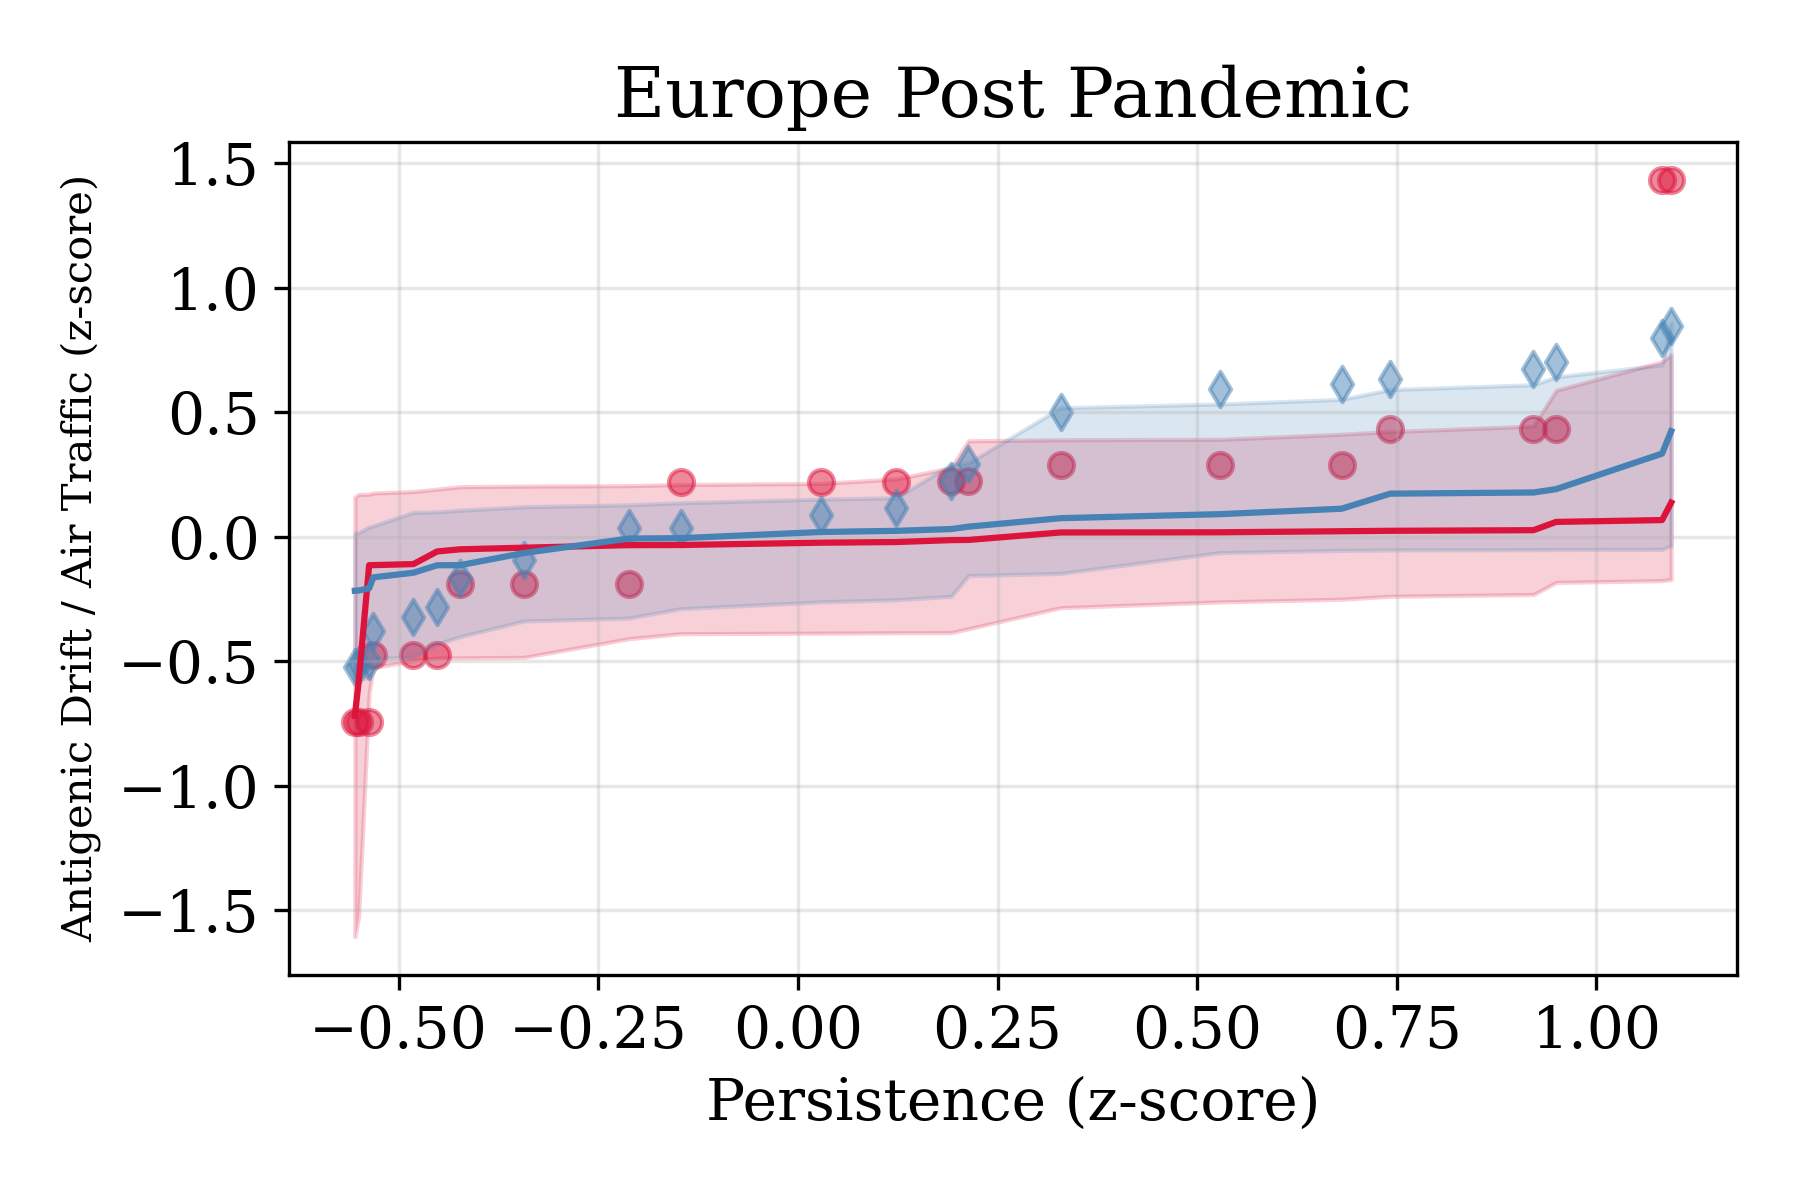 Europe Post Pandemic
Antigenic Drift / Air Traffic (z-score)
1.5
1.0
0.5
0.0
−0.5
−1.0
−1.5
−0.50 −0.25 0.00 0.25 0.50 0.75 1.00
Persistence (z-score)